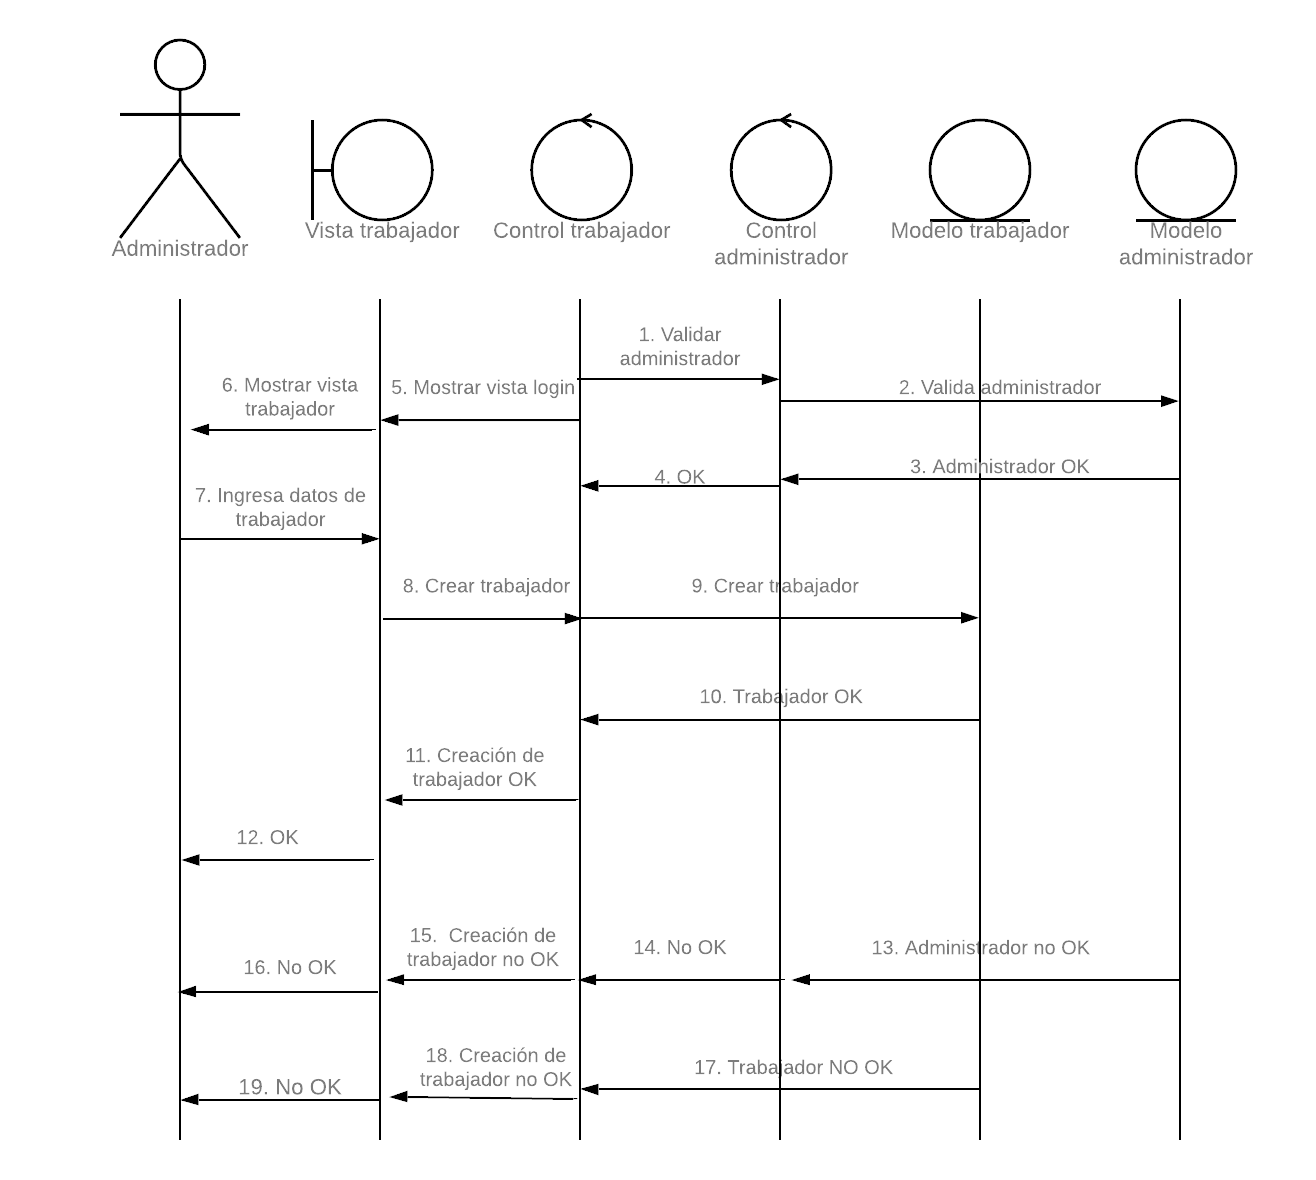 Administrador
Vista trabajador
Control trabajador
Control
administrador
Modelo trabajador
Modelo
administrador
1. Validar
administrador
2. Valida administrador
3. Administrador OK
4. OK
5. Mostrar vista login
6. Mostrar vista
trabajador
7. Ingresa datos de
trabajador
8. Crear trabajador
9. Crear trabajador
10. Trabajador OK
11. Creación de
trabajador OK
12. OK
13. Administrador no OK
14. No OK
15.  Creación de
trabajador no OK
16. No OK
17. Trabajador NO OK
18. Creación de
trabajador no OK
19. No OK